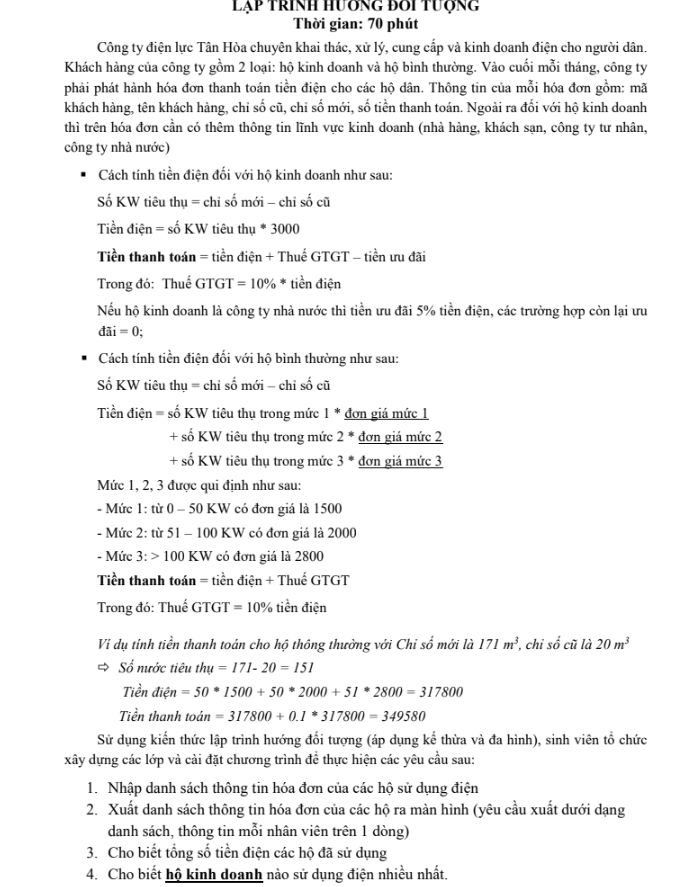 LẬP TRÌNH HƯỚNG ĐỐI TƯỢNG
Thời gian: 70 phút
Công ty điện lực Tân Hòa chuyên khai thác, xử lý, cung cấp và kinh doanh điện cho người dân.
Khách hàng của công ty gồm 2 loại: hộ kinh doanh và hộ bình thường. Vào cuối mỗi tháng, công ty
phải phát hành hóa đơn thanh toán tiền điện cho các hộ dân. Thông tin của mỗi hóa đơn gồm: mã
khách hàng, tên khách hàng, chỉ số cũ, chỉ số mới, số tiền thanh toán. Ngoài ra đối với hộ kinh doanh
thì trên hóa đơn cần có thêm thông tin lĩnh vực kinh doanh (nhà hàng, khách sạn, công ty tư nhân,
công ty nhà nước)
▪ Cách tính tiền điện đối với hộ kinh doanh như sau:
Số KW tiêu thụ = chỉ số mới – chỉ số cũ
Tiền điện = số KW tiêu thụ * 3000
Tiền thanh toán = tiền điện + Thuế GTGT – tiền ưu đãi
Trong đó: Thuế GTGT = 10% * tiền điện
Nếu hộ kinh doanh là công ty nhà nước thì tiền ưu đãi 5% tiền điện, các trường hợp còn lại ưu
đãi = 0;
▪ Cách tính tiền điện đối với hộ bình thường như sau:
Số KW tiêu thụ = chỉ số mới – chỉ số cũ
Tiền điện = số KW tiêu thụ trong mức 1 * đơn giá mức 1
+ số KW tiêu thụ trong mức 2 * đơn giá mức 2
+ số KW tiêu thụ trong mức 3 * đơn giá mức 3
Mức 1, 2, 3 được qui định như sau:
- Mức 1: từ 0 – 50 KW có đơn giá là 1500
- Mức 2: từ 51 – 100 KW có đơn giá là 2000
- Mức 3: > 100 KW có đơn giá là 2800
Tiền thanh toán = tiền điện + Thuế GTGT
Trong đó: Thuế GTGT = 10% tiền điện
Ví dụ tính tiền thanh toán cho hộ thông thường với Chỉ số mới là 171 m³, chỉ số cũ là 20 m³
⇨ Số nước tiêu thụ = 171- 20 = 151
Tiền điện = 50 * 1500 + 50 * 2000 + 51 * 2800 = 317800
Tiền thanh toán = 317800 + 0.1 * 317800 = 349580
Sử dụng kiến thức lập trình hướng đối tượng (áp dụng kế thừa và đa hình), sinh viên tổ chức
xây dựng các lớp và cài đặt chương trình để thực hiện các yêu cầu sau:
1. Nhập danh sách thông tin hóa đơn của các hộ sử dụng điện
2. Xuất danh sách thông tin hóa đơn của các hộ ra màn hình (yêu cầu xuất dưới dạng
danh sách, thông tin mỗi nhân viên trên 1 dòng)
3. Cho biết tổng số tiền điện các hộ đã sử dụng
4. Cho biết hộ kinh doanh nào sử dụng điện nhiều nhất.